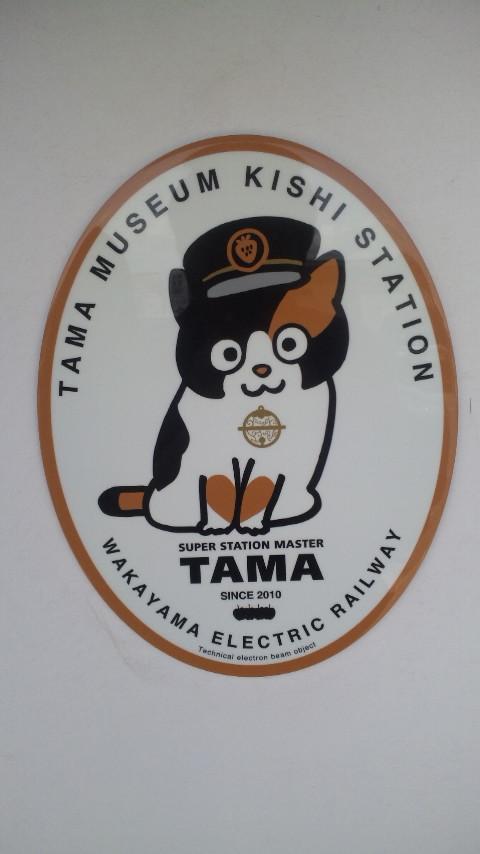 TAMA MUSEUM KISHI STATION
SUPER STATION MASTER
TAMA
SINCE 2010
WAKAYAMA ELECTRIC RAILWAY
Technical electron beam object